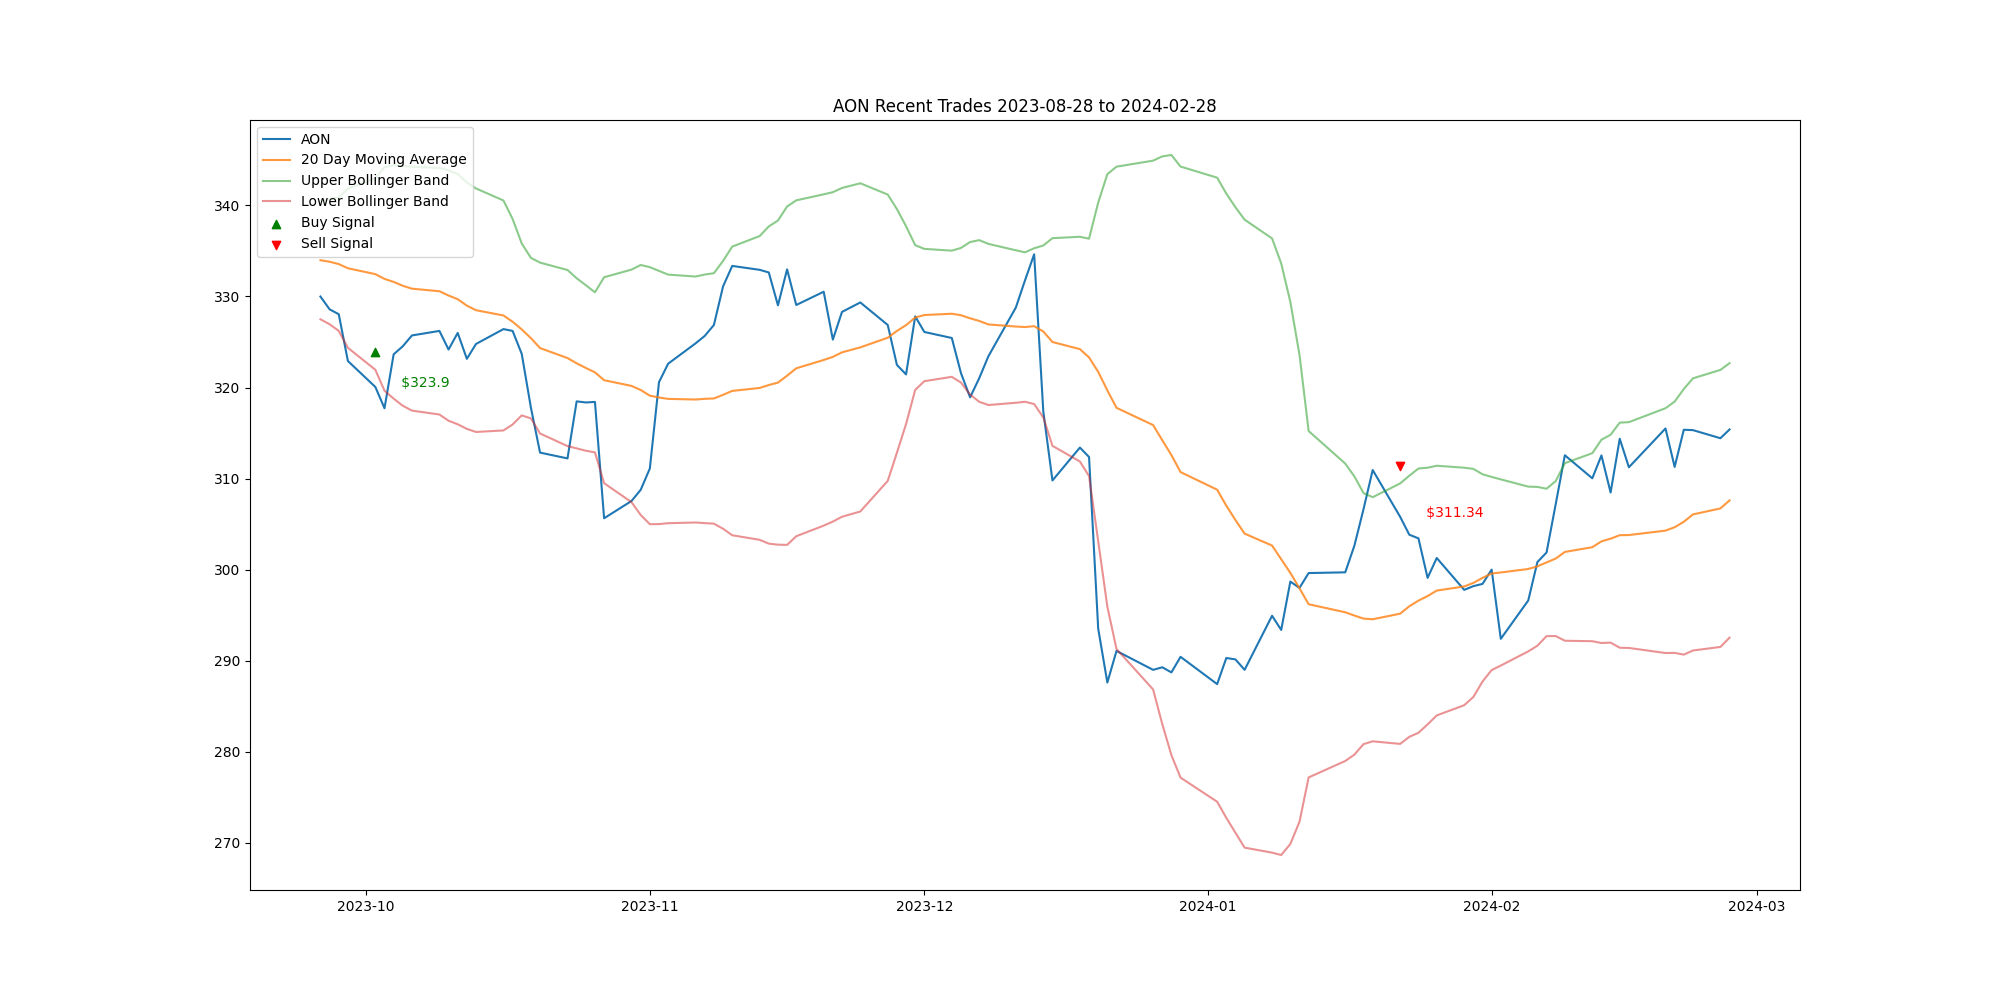 AON Recent Trades 2023-08-28 to 2024-02-28
AON
20 Day Moving Average
Upper Bollinger Band
Lower Bollinger Band
Buy Signal
Sell Signal
340
330
320
310
300
290
280
270
$323.9
$311.34
2023-10
2023-11
2023-12
2024-01
2024-02
2024-03